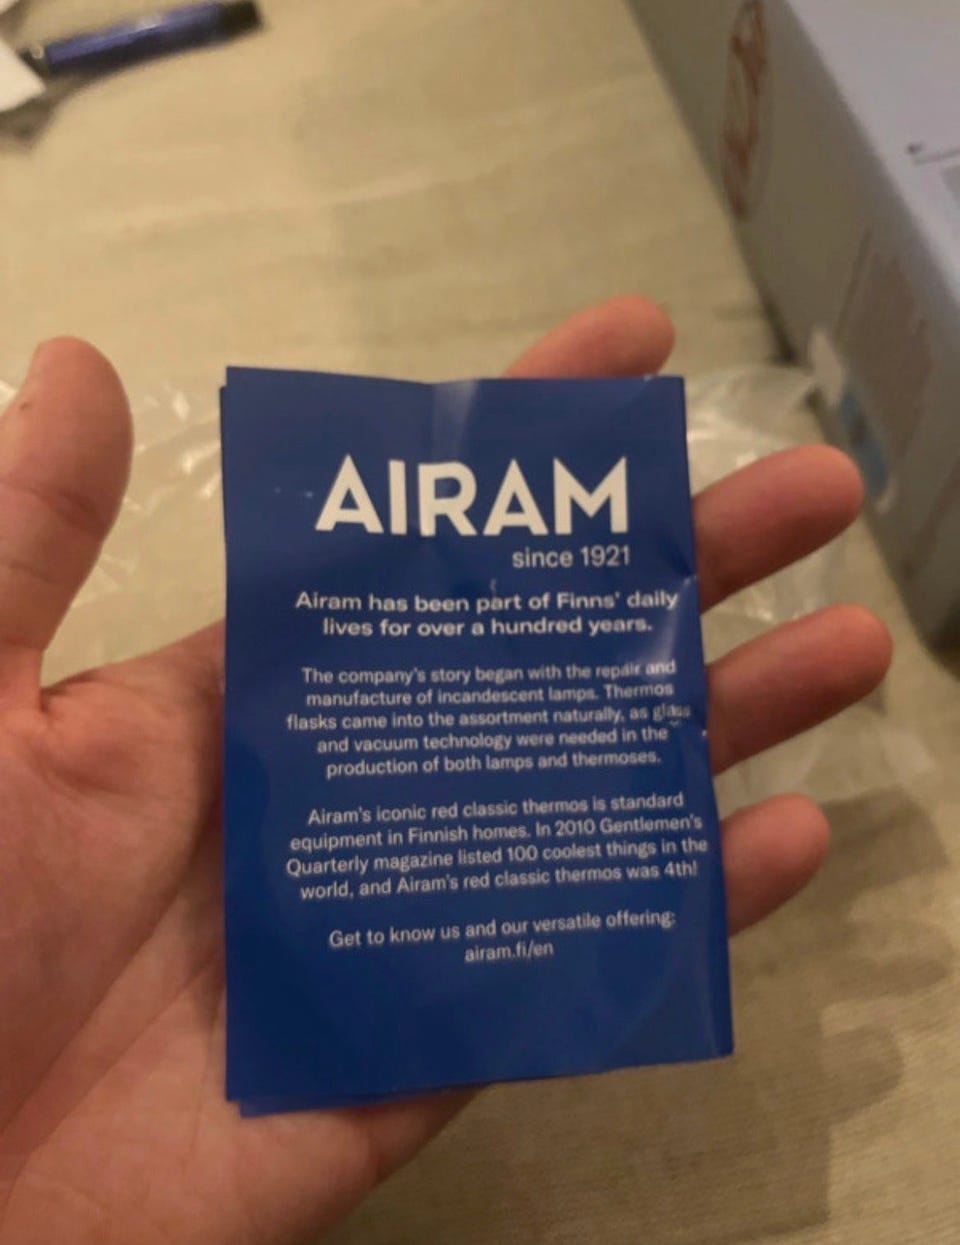 AIRAM
since 1921
Airam has been part of Finns' daily
lives for over a hundred years.
The company's story began with the repair and
manufacture of incandescent lamps. Thermos
flasks came into the assortment naturally, as glass
and vacuum technology were needed in the
production of both lamps and thermoses.
Airam's iconic red classic thermos is standard
equipment in Finnish homes. In 2010 Gentlemen's
Quarterly magazine listed 100 coolest things in the
world, and Airam's red classic thermos was 4th!
Get to know us and our versatile offering:
airam.fi/en